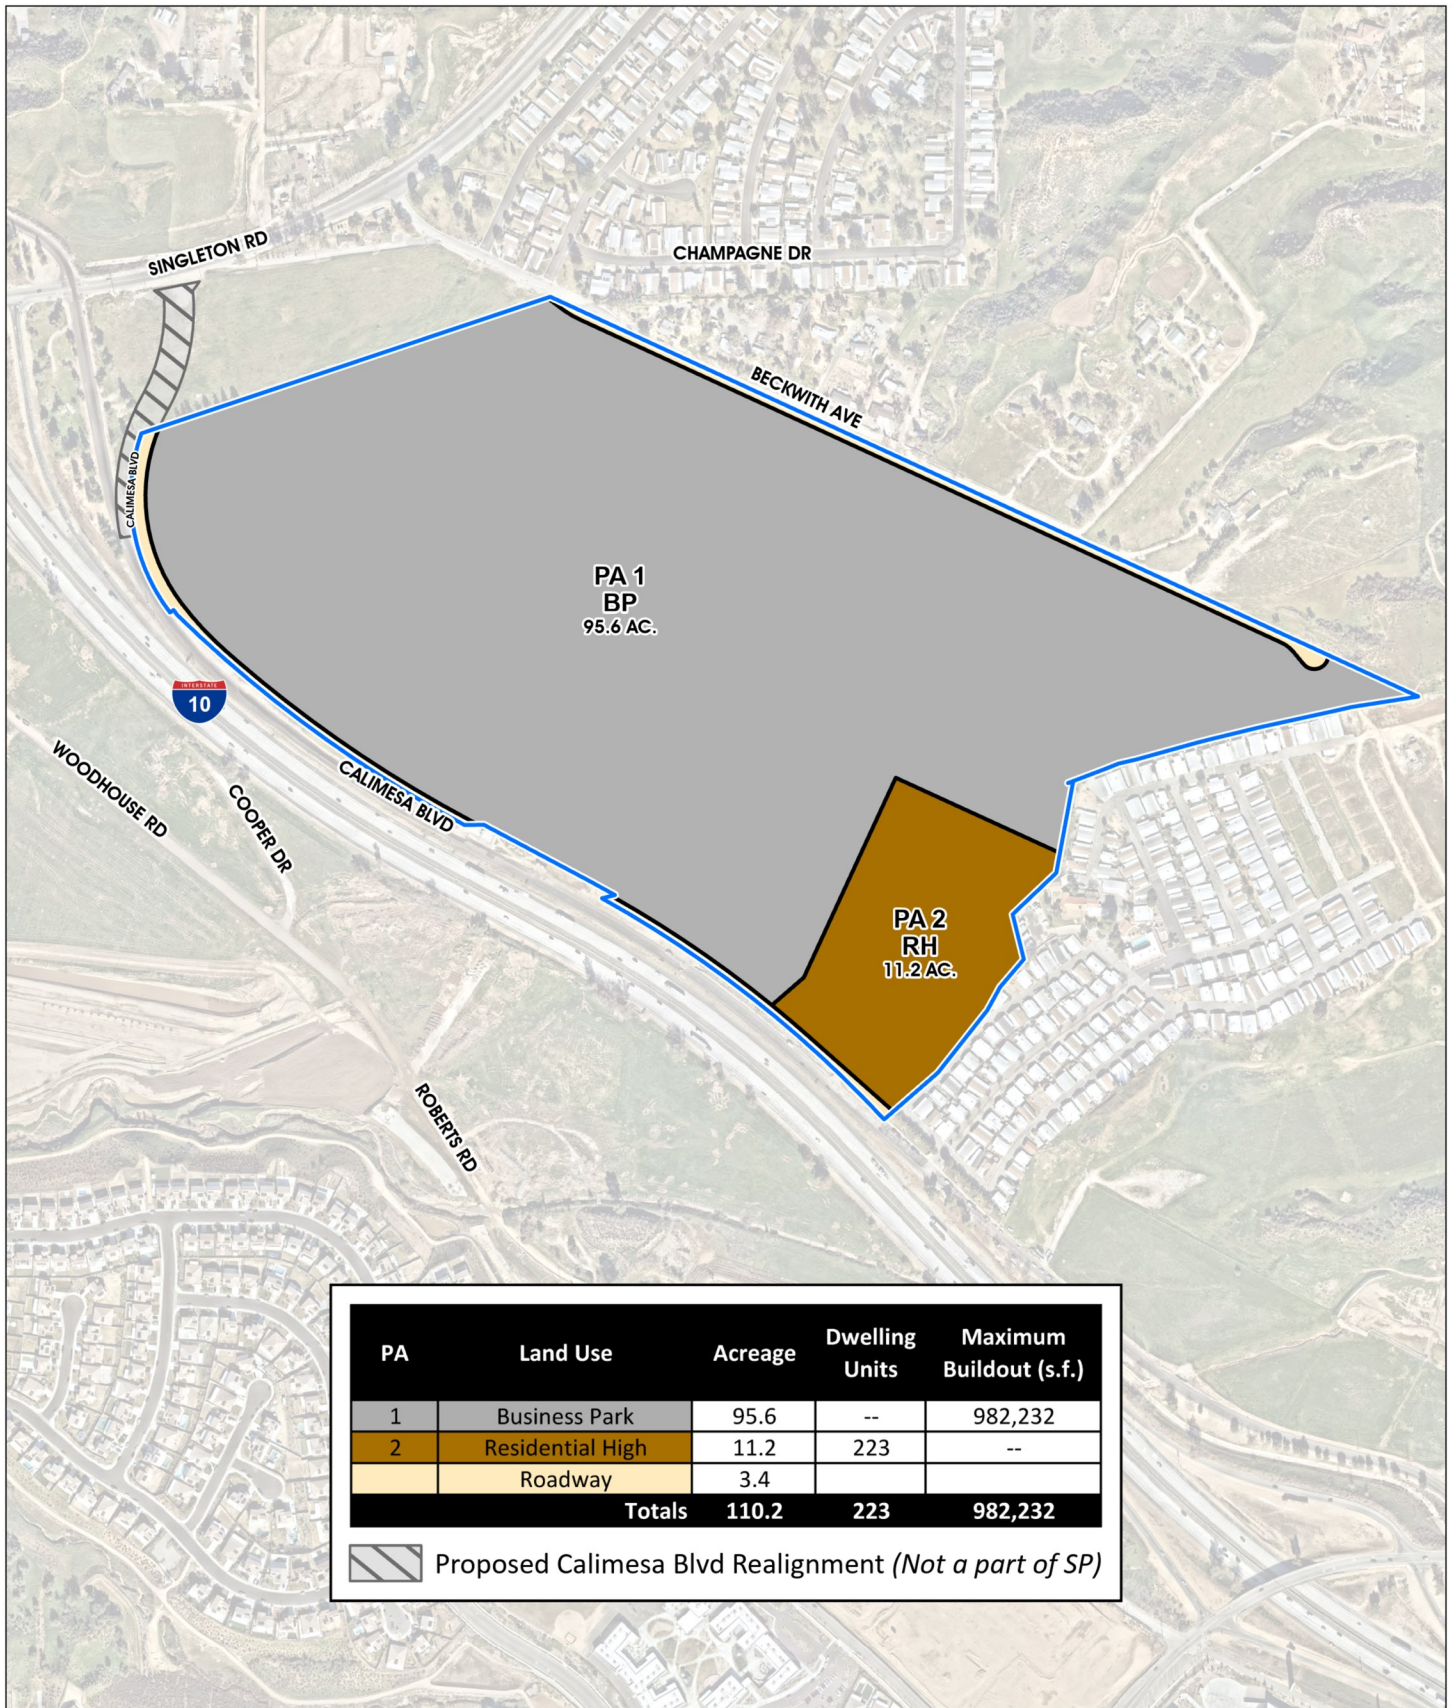 SINGLETON RD
CHAMPAGNE DR
BECKWITH AVE
CALIMESA BLVD
PA 1
BP
95.6 AC.
INTERSTATE
10
WOODHOUSE RD
COOPER DR
CALIMESA BLVD
PA 2
RH
11.2 AC.
ROBERTS RD
PA Land Use Acreage Dwelling Units Maximum Buildout (s.f.)
1 Business Park 95.6 -- 982,232
2 Residential High 11.2 223 --
Roadway 3.4
Totals 110.2 223 982,232
Proposed Calimesa Blvd Realignment (Not a part of SP)